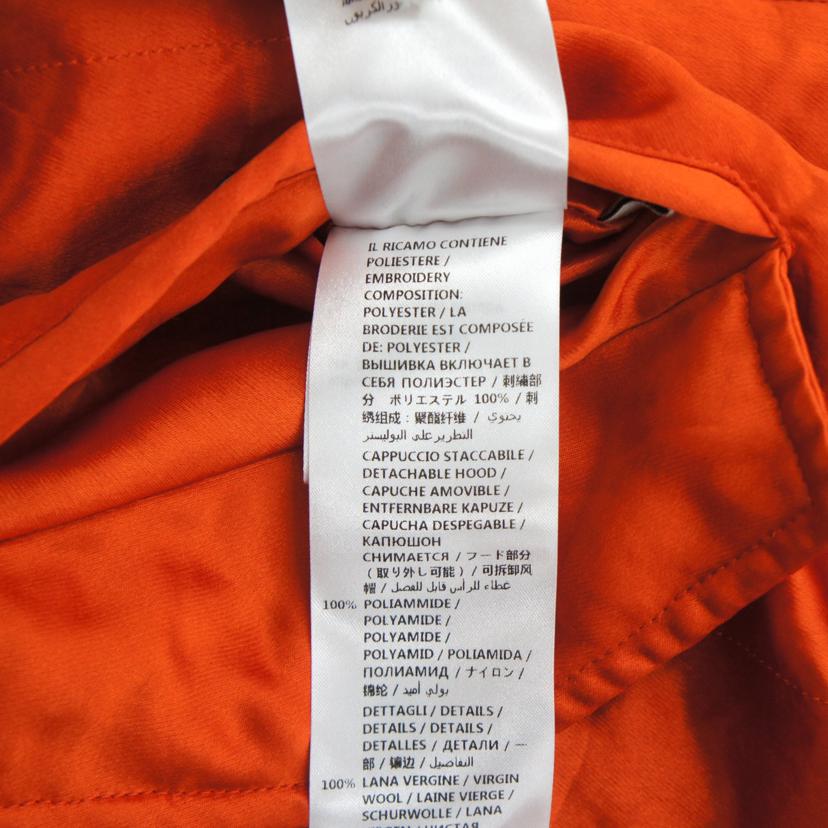 الكربون
IL RICAMO CONTIENE
POLIESTERE /
EMBROIDERY
COMPOSITION:
POLYESTER / LA
BRODERIE EST COMPOSÉE
DE: POLYESTER /
ВЫШИВКА ВКЛЮЧАЕТ В
СЕБЯ ПОЛИЭСТЕР / 刺繍部
分 ポリエステル 100% / 刺
绣组成：聚酯纤维 / يحتوي
التطريز على البوليستر
CAPPUCCIO STACCABILE /
DETACHABLE HOOD /
CAPUCHE AMOVIBLE /
ENTFERNBARE KAPUZE /
CAPUCHA DESPEGABLE /
КАПЮШОН
СНИМАЕТСЯ / フード部分
（取り外し可能）/ 可拆卸风
帽 / غطاء للرأس قابل للفصل
100% POLIAMMIDE /
POLYAMIDE /
POLYAMIDE /
POLYAMID / POLIAMIDA /
ПОЛИАМИД / ナイロン /
锦纶 / بولي أميد
DETTAGLI / DETAILS /
DETAILS / DETAILS /
DETALLES / ДЕТАЛИ / 一
部 / 镶边 / التفاصيل
100% LANA VERGINE / VIRGIN
WOOL / LAINE VIERGE /
SCHURWOLLE / LANA